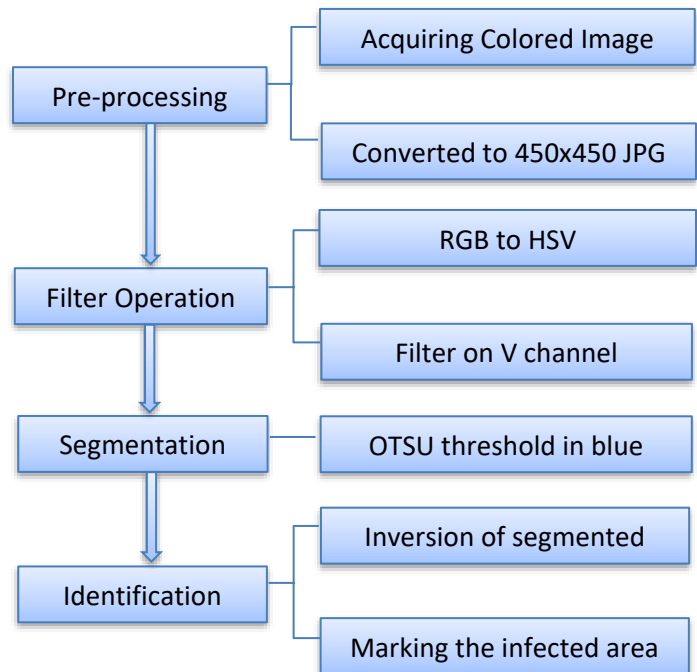 Acquiring Colored Image
Pre-processing
Converted to 450x450 JPG
RGB to HSV
Filter Operation
Filter on V channel
Segmentation
OTSU threshold in blue
Inversion of segmented
Identification
Marking the infected area